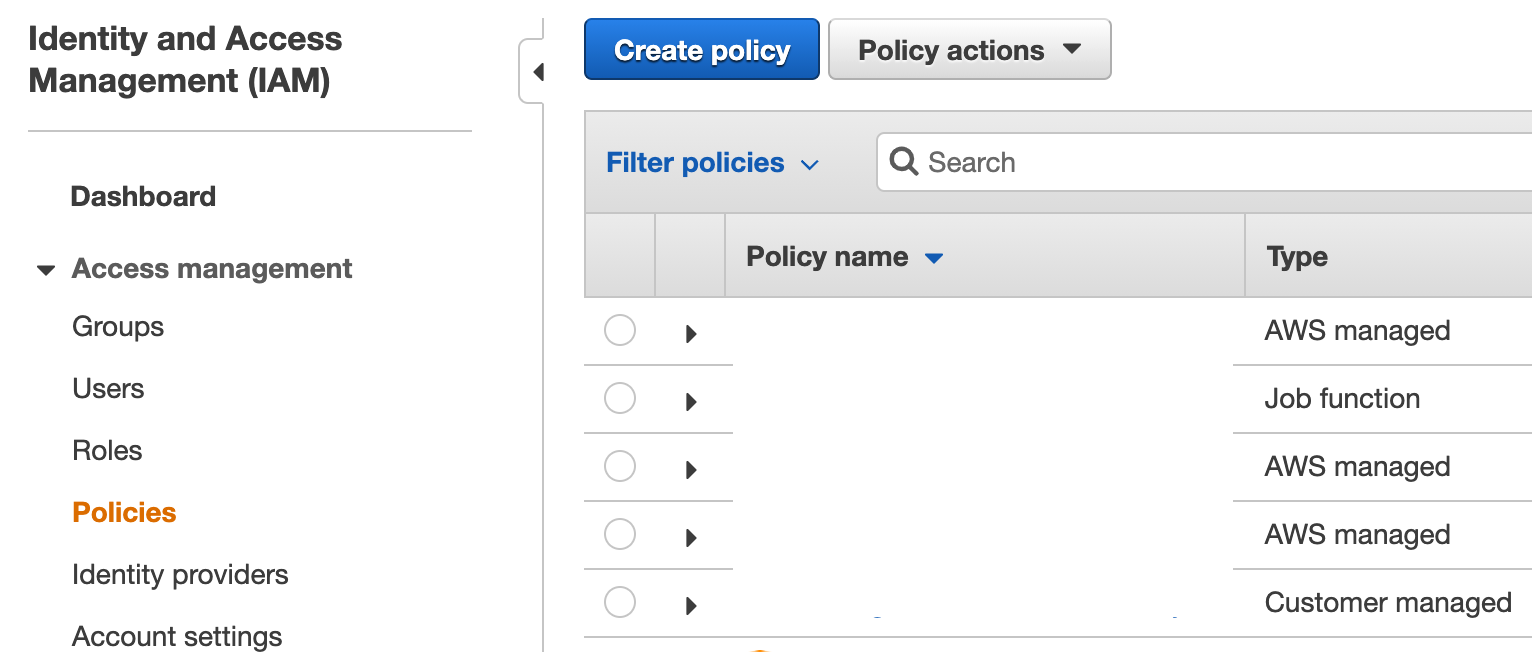 Identity and Access
Management (IAM)
Dashboard
Access management
Groups
Users
Roles
Policies
Identity providers
Account settings
Create policy
Policy actions
Filter policies
Search
Policy name
Type
AWS managed
Job function
AWS managed
AWS managed
Customer managed